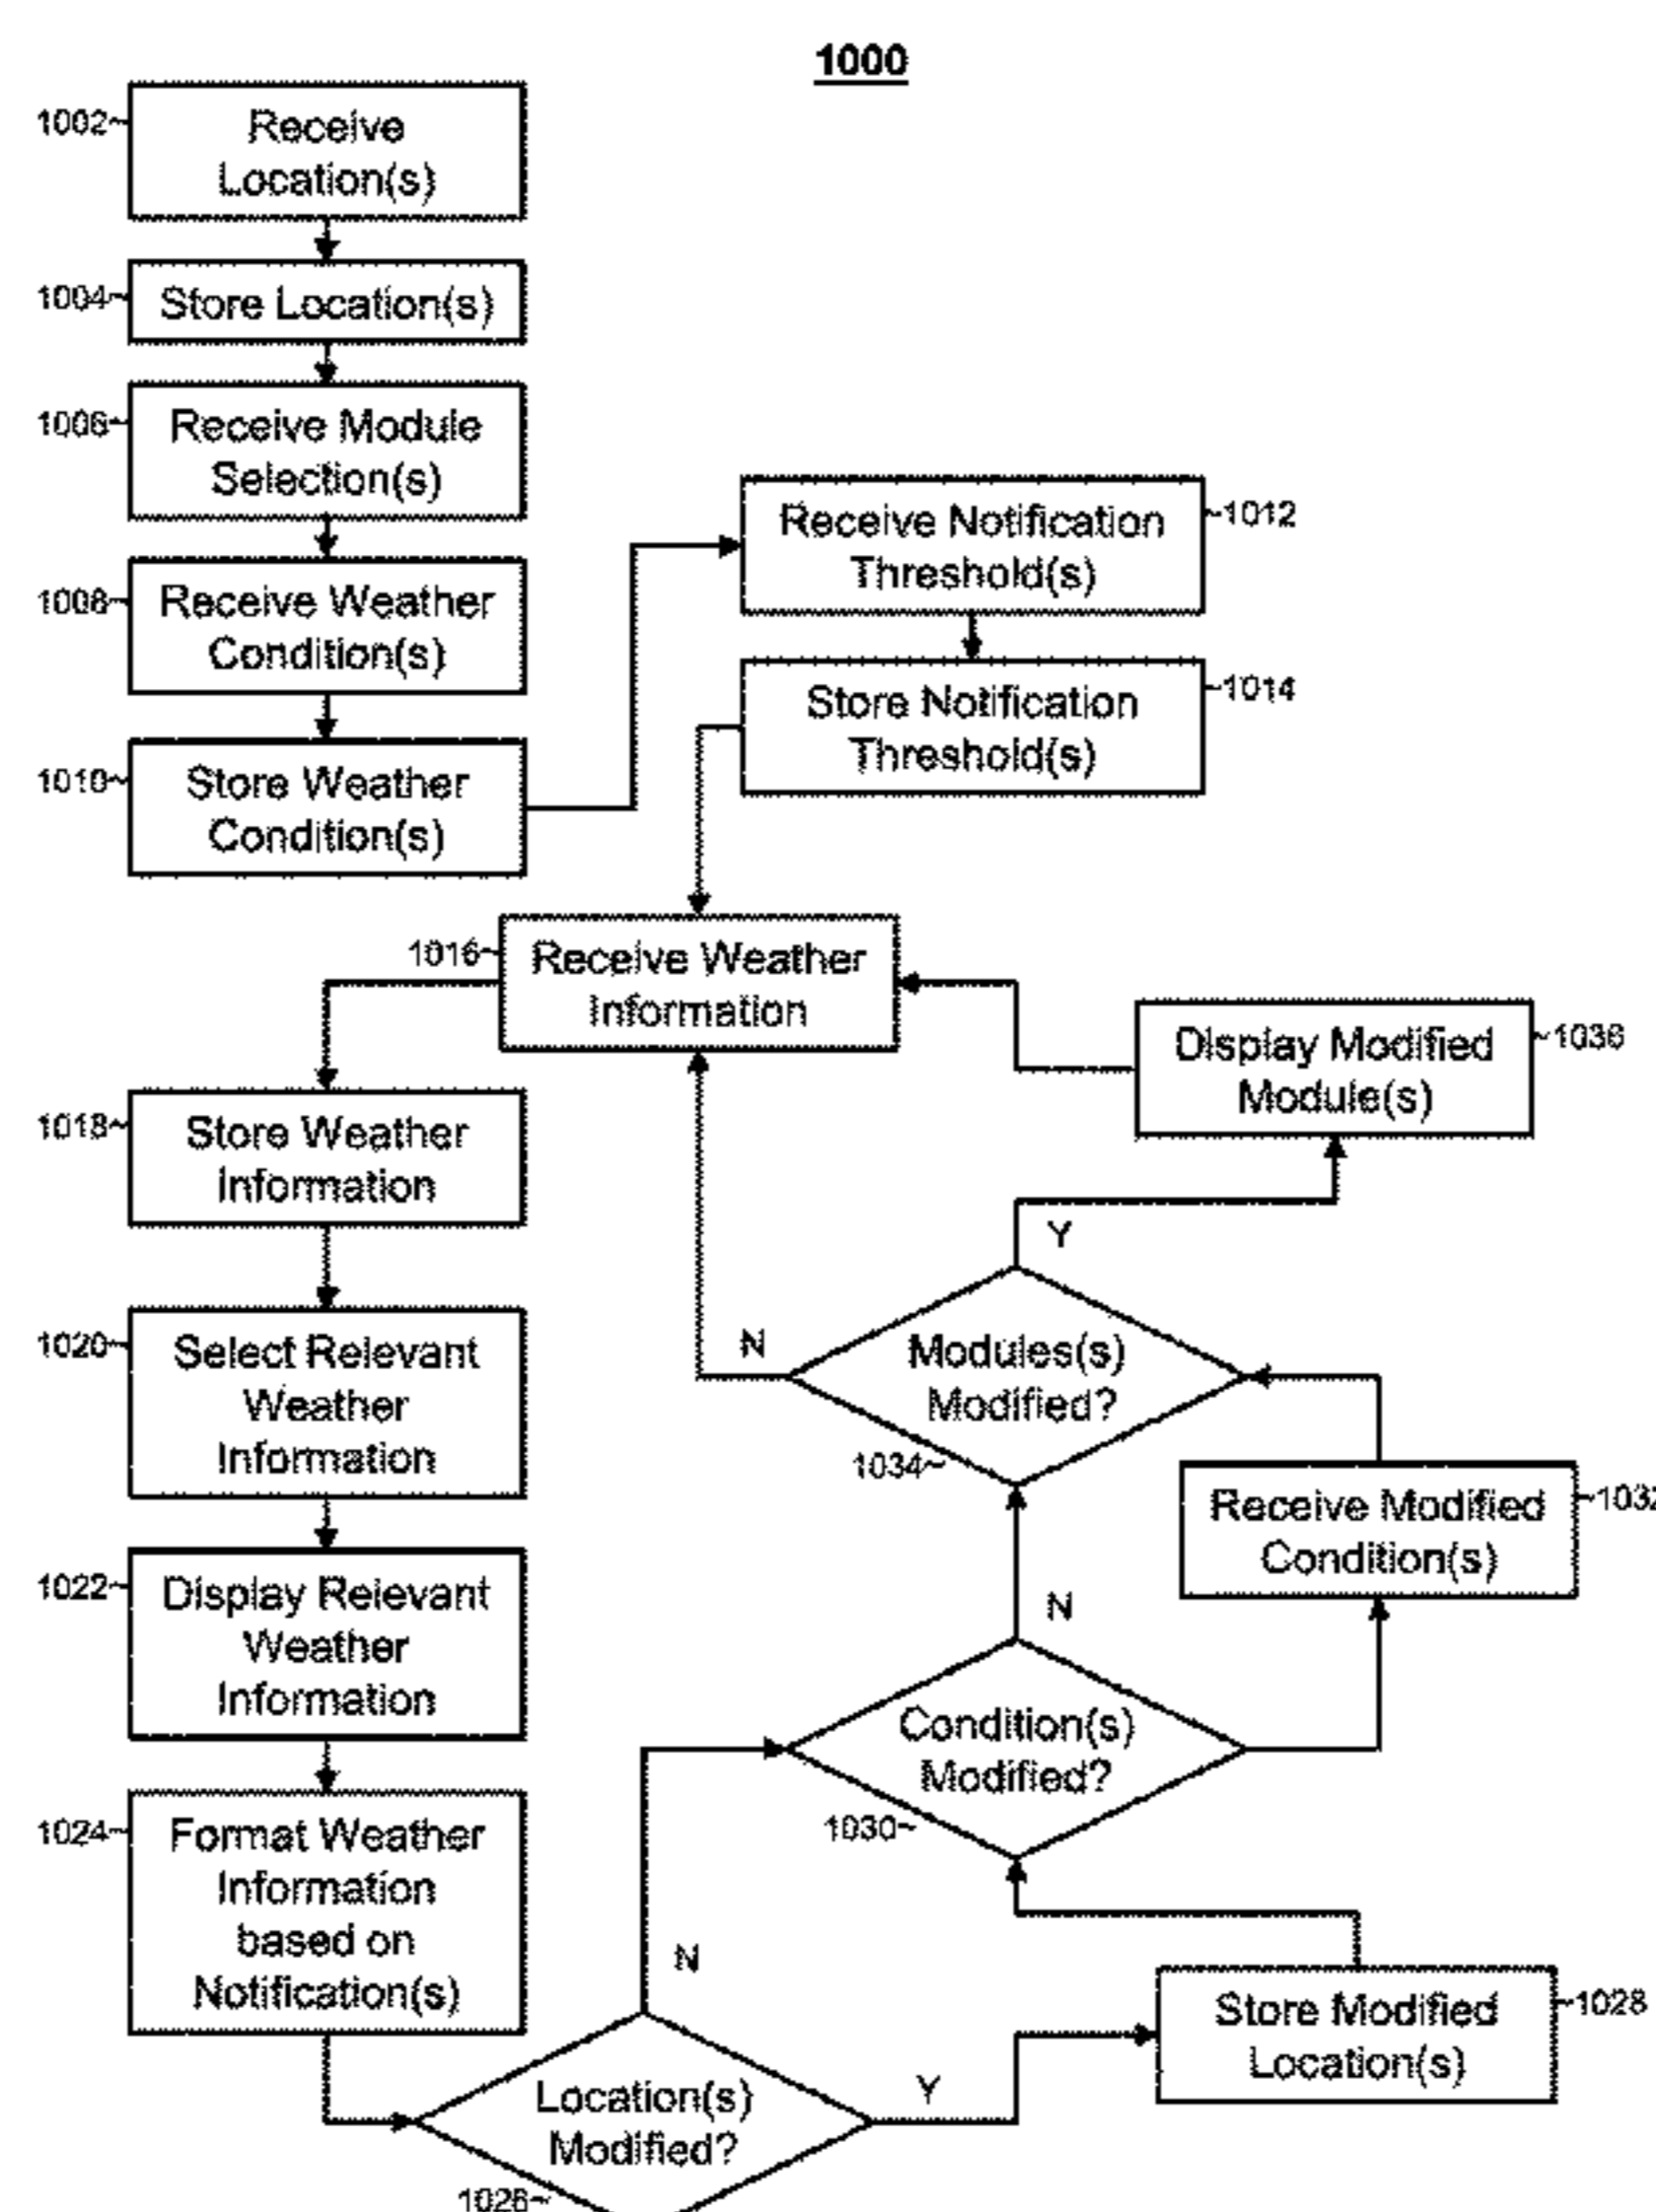 1000
1002
Receive
Location(s)
1004
Store Location(s)
1006
Receive Module
Selection(s)
1008
Receive Weather
Condition(s)
1010
Store Weather
Condition(s)
Receive Notification
Threshold(s)
1012
Store Notification
Threshold(s)
1014
1016
Receive Weather
Information
1018
Store Weather
Information
1020
Select Relevant
Weather
Information
1022
Display Relevant
Weather
Information
1024
Format Weather
Information
based on
Notification(s)
Location(s)
Modified?
1026
N
Y
Store Modified
Location(s)
1028
Condition(s)
Modified?
1030
N
Receive Modified
Condition(s)
1032
Modules(s)
Modified?
1034
N
Y
Display Modified
Module(s)
1036